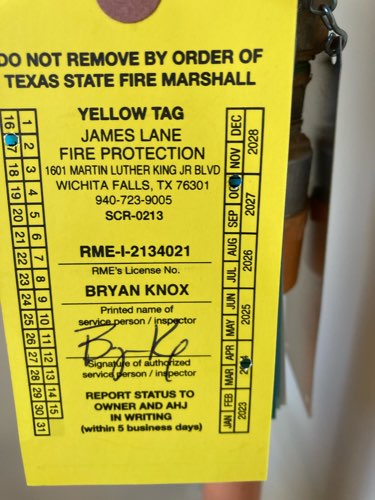 DO NOT REMOVE BY ORDER OF
TEXAS STATE FIRE MARSHALL
YELLOW TAG
JAMES LANE
FIRE PROTECTION
1601 MARTIN LUTHER KING JR BLVD
WICHITA FALLS, TX 76301
940-723-9005
SCR-0213
RME-I-2134021
RME's License No.
BRYAN KNOX
Printed name of
service person / inspector
Signature of authorized
service person / inspector
REPORT STATUS TO
OWNER AND AHJ
IN WRITING
(within 5 business days)
1 2 3 4 5 6 7 8 9 10 11 12 13 14 15
16 18 19 20 21 22 23 24 25 26 27 28 29 30 31
JAN FEB MAR APR MAY JUN JUL AUG SEP NOV DEC
2023 2025 2026 2027 2028